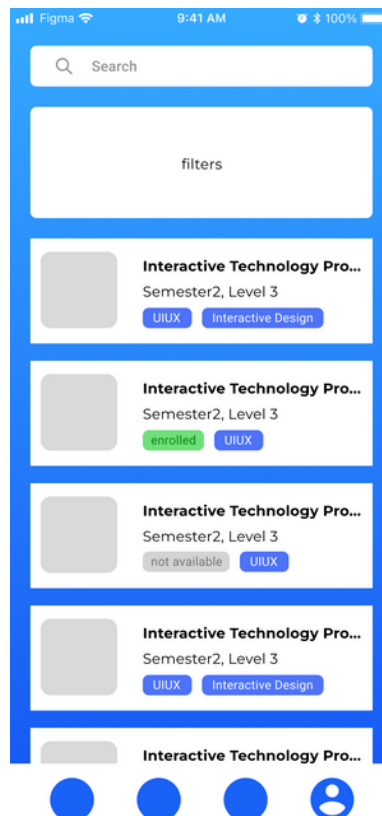 Figma 9:41 AM 100%
Search
filters
Interactive Technology Pro...
Semester2, Level 3
UIUX Interactive Design
Interactive Technology Pro...
Semester2, Level 3
enrolled UIUX
Interactive Technology Pro...
Semester2, Level 3
not available UIUX
Interactive Technology Pro...
Semester2, Level 3
UIUX Interactive Design
Interactive Technology Pro...